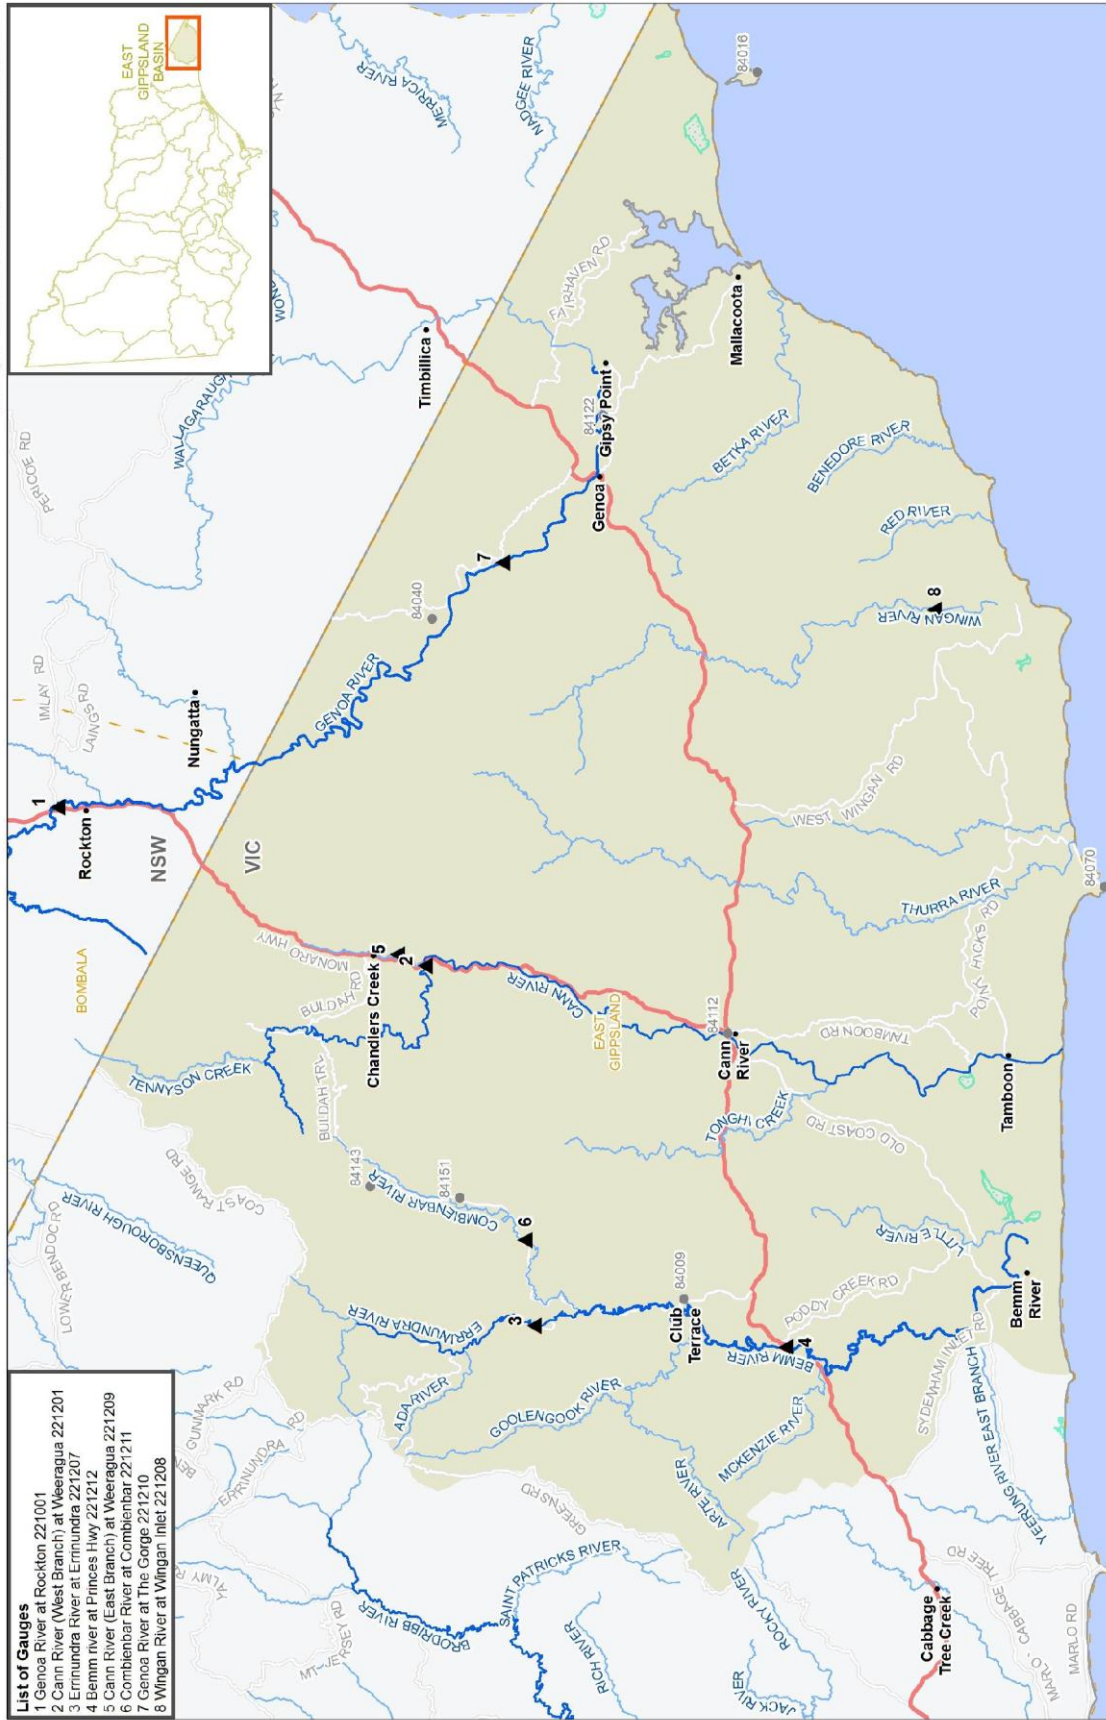 List of Gauges
1 Genoa River at Rockton 221001
2 Cann River (West Branch) at Weeragua 221201
3 Errinundra River at Errinundra 221207
4 Bemm river at Princes Hwy 221212
5 Cann River (East Branch) at Weeragua 221209
6 Combienbar River at Combienbar 221211
7 Genoa River at The Gorge 221210
8 Wingan River at Wingan Inlet 221208
EAST
GIPPSLAND
BASIN
LOWER BENDOC RD
QUEENSBOROUGH RIVER
COAST RANGE RD
TENNYSON CREEK
BOMBALA
NSW
VIC
Rockton
1
IMLAY RD
LAINGS RD
PERICOE RD
Nungatta
WALLAGARAUGA
WONG
MERRICA RIVER
NADGEE RIVER
84016
Timbillica
GUNMARK RD
ERRINUNDRA RD
MT JERSEY RD
BRODRIBB RIVER
SAINT PATRICKS RIVER
RICH RIVER
JACK RIVER
ROCKY RIVER
GREENS RD
ADA RIVER
ERRINUNDRA RIVER
GOOLENGOOK RIVER
ARTE RIVER
MCKENZIE RIVER
3
6
COMBIENBAR RIVER
84143
84151
BULDAH TRL
BULDAH RD
MONARO HWY
Chandlers Creek
5
2
CANN RIVER
EAST
GIPPSLAND
84040
GENOA RIVER
7
84122
Genoa
Gipsy Point
FAIRHAVEN RD
Mallacoota
Club
Terrace
84009
BEMM RIVER
4
PODDY CREEK RD
TONGHI CREEK
Cann
River
84112
OLD COAST RD
TAMBOON RD
BETKA RIVER
BENEDORE RIVER
RED RIVER
WINGAN RIVER
8
WEST WINGAN RD
THURRA RIVER
POINT HICKS RD
84070
Tamboon
LITTLE RIVER
Bemm
River
SYDENHAM INLET RD
YEERUNG RIVER EAST BRANCH
Cabbage
Tree Creek
MARLO CABBAGE TREE RD
MARLO RD